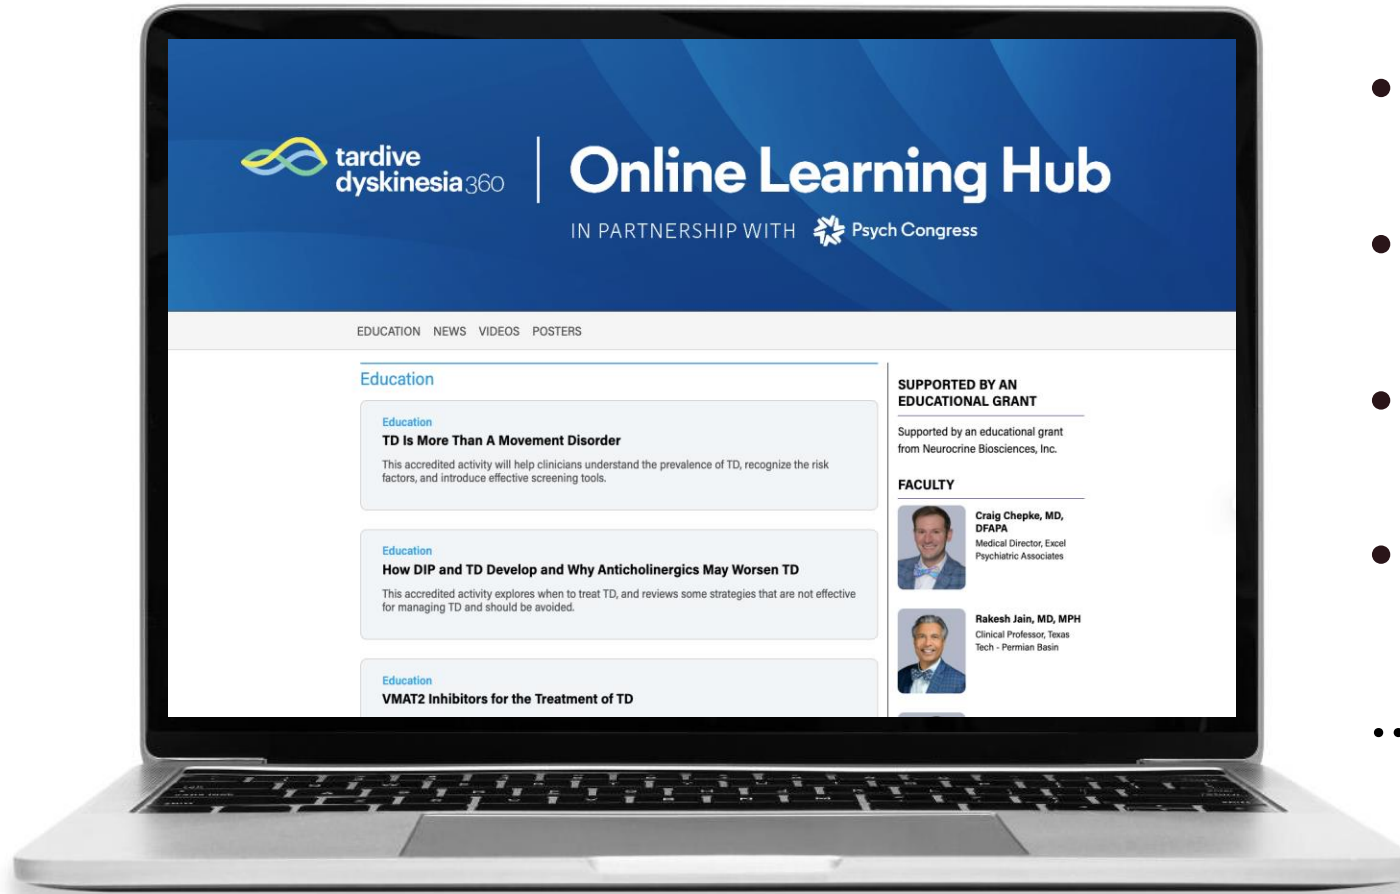 tardive
dyskinesia360
Online Learning Hub
IN PARTNERSHIP WITH Psych Congress
EDUCATION NEWS VIDEOS POSTERS
Education
Education
TD Is More Than A Movement Disorder
This accredited activity will help clinicians understand the prevalence of TD, recognize the risk
factors, and introduce effective screening tools.
Education
How DIP and TD Develop and Why Anticholinergics May Worsen TD
This accredited activity explores when to treat TD, and reviews some strategies that are not effective
for managing TD and should be avoided.
Education
VMAT2 Inhibitors for the Treatment of TD
SUPPORTED BY AN
EDUCATIONAL GRANT
Supported by an educational grant
from Neurocrine Biosciences, Inc.
FACULTY
Craig Chepke, MD,
DFAPA
Medical Director, Excel
Psychiatric Associates
Rakesh Jain, MD, MPH
Clinical Professor, Texas
Tech - Permian Basin